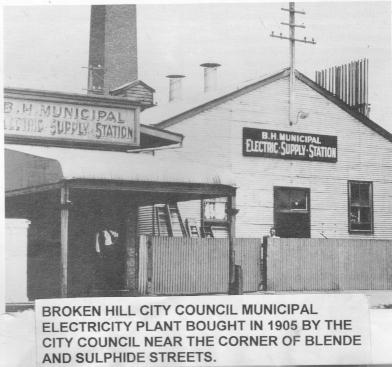 B.H. MUNICIPAL
ELECTRIC·SUPPLY·STATION
B.H. MUNICIPAL
ELECTRIC·SUPPLY·STATION
BROKEN HILL CITY COUNCIL MUNICIPAL
ELECTRICITY PLANT BOUGHT IN 1905 BY THE
CITY COUNCIL NEAR THE CORNER OF BLENDE
AND SULPHIDE STREETS.